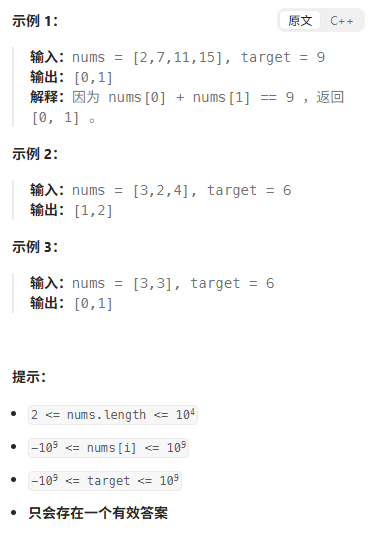 示例 1：
原文 C++
输入：nums = [2,7,11,15], target = 9
输出：[0,1]
解释：因为 nums[0] + nums[1] == 9 ，返回
[0, 1] 。
示例 2：
输入：nums = [3,2,4], target = 6
输出：[1,2]
示例 3：
输入：nums = [3,3], target = 6
输出：[0,1]
提示：
2 <= nums.length <= 10⁴
-10⁹ <= nums[i] <= 10⁹
-10⁹ <= target <= 10⁹
只会存在一个有效答案